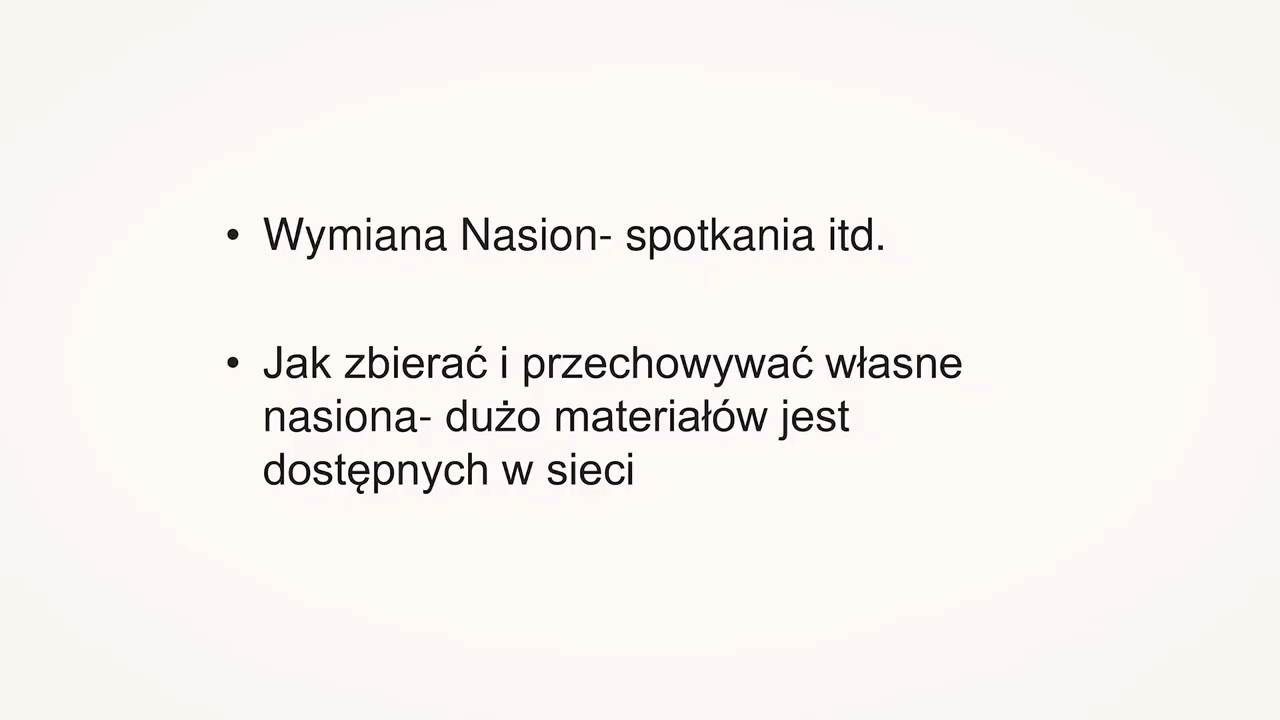 • Wymiana Nasion- spotkania itd.
• Jak zbierać i przechowywać własne
nasiona- dużo materiałów jest
dostępnych w sieci